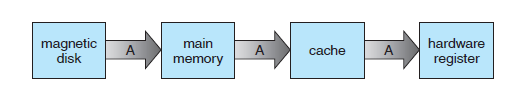 magnetic
disk
A
main
memory
A
cache
A
hardware
register